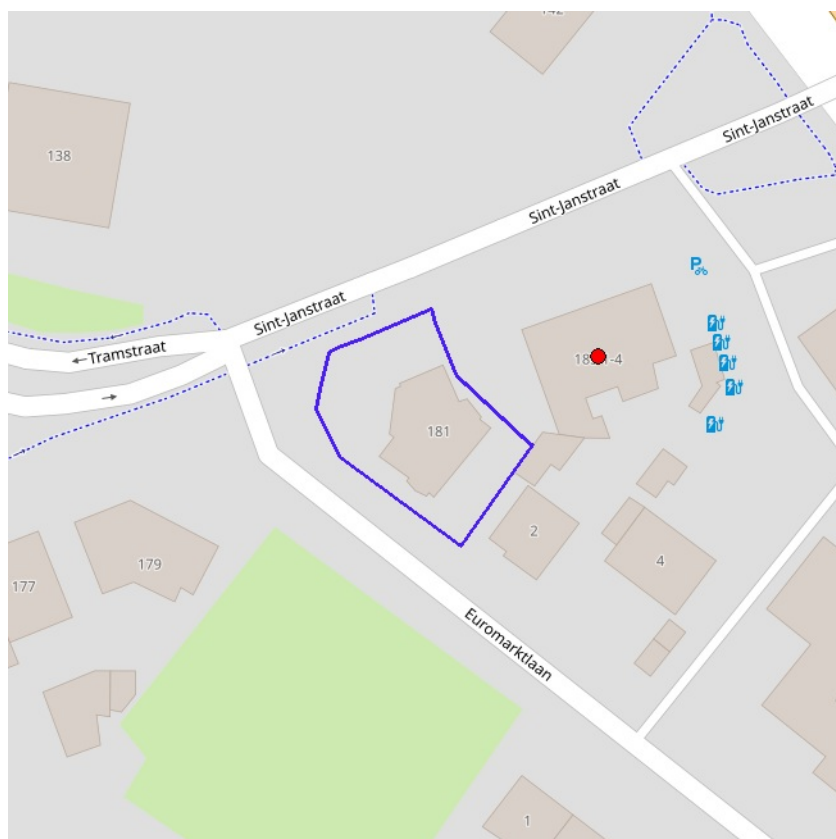 142
Sint-Janstraat
138
Sint-Janstraat
P
Sint-Janstraat
Tramstraat
181
2
179
4
177
Euromarktlaan
1